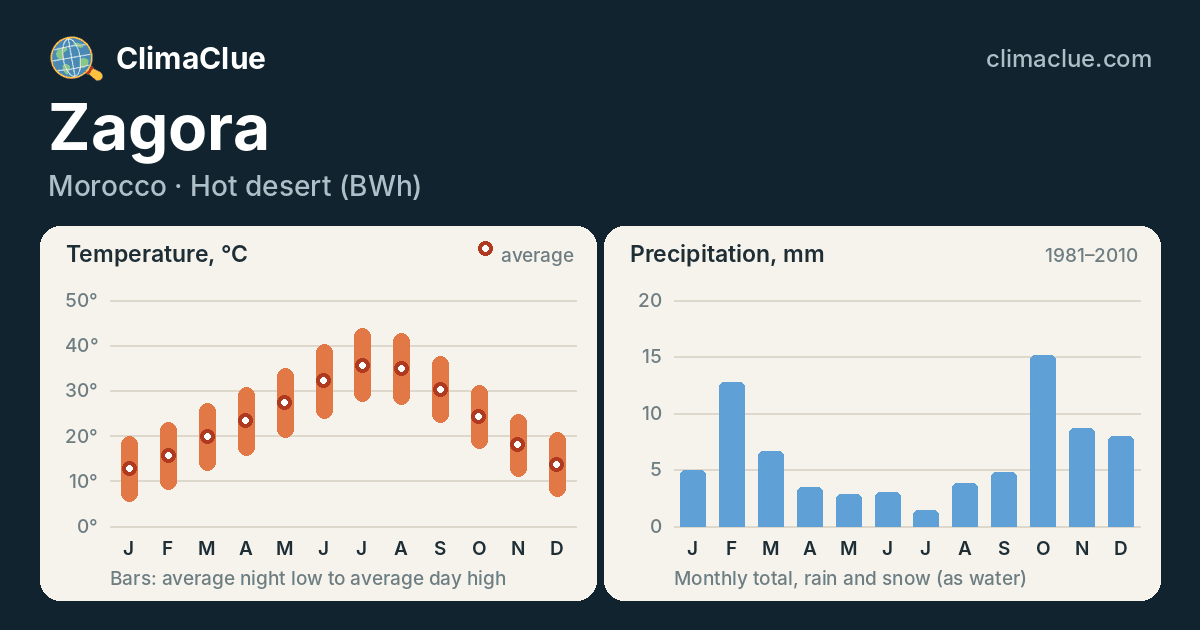 ClimaClue
climaclue.com
Zagora
Morocco · Hot desert (BWh)
Temperature, °C
average
50°
40°
30°
20°
10°
0°
J F M A M J J A S O N D
Bars: average night low to average day high
Precipitation, mm
1981–2010
20
15
10
5
0
J F M A M J J A S O N D
Monthly total, rain and snow (as water)